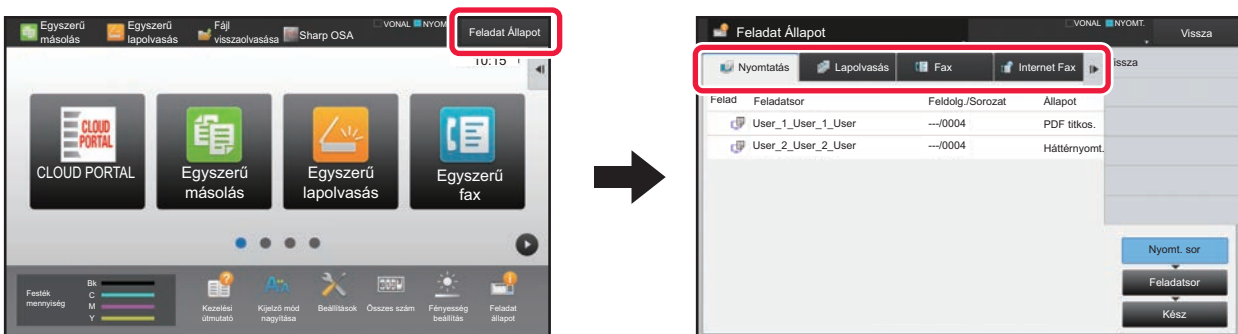 Egyszerű másolás
Egyszerű lapolvasás
Fájl visszaolvasása
Sharp OSA
VONAL NYOM
Feladat Állapot
10:15
CLOUD PORTAL
CLOUD PORTAL
Egyszerű másolás
Egyszerű lapolvasás
Egyszerű fax
Festék mennyiség
Bk
C
M
Y
Kezelési útmutató
Kijelző mód nagyítása
Beállítások
Összes szám
Fényesség beállítás
Feladat állapot
Feladat Állapot
VONAL NYOMT.
Vissza
Nyomtatás
Lapolvasás
Fax
Internet Fax
issza
Felad Feladatsor Feldolg./Sorozat Állapot
User_1_User_1_User ---/0004 PDF titkos.
User_2_User_2_User ---/0004 Háttérnyomt.
Nyomt. sor
Feladatsor
Kész